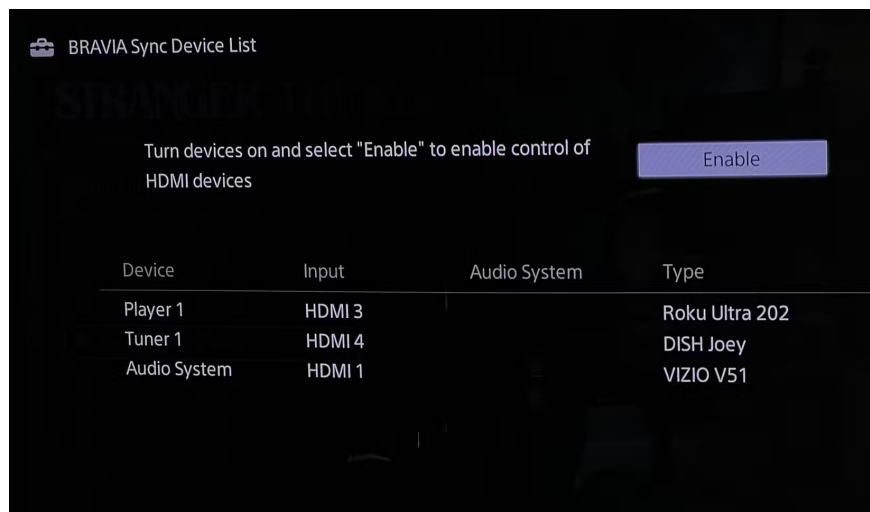 BRAVIA Sync Device List
STRANGER THINGS
Turn devices on and select "Enable" to enable control of
HDMI devices
Enable
Device Input Audio System Type
Player 1 HDMI 3 Roku Ultra 202
Tuner 1 HDMI 4 DISH Joey
Audio System HDMI 1 VIZIO V51